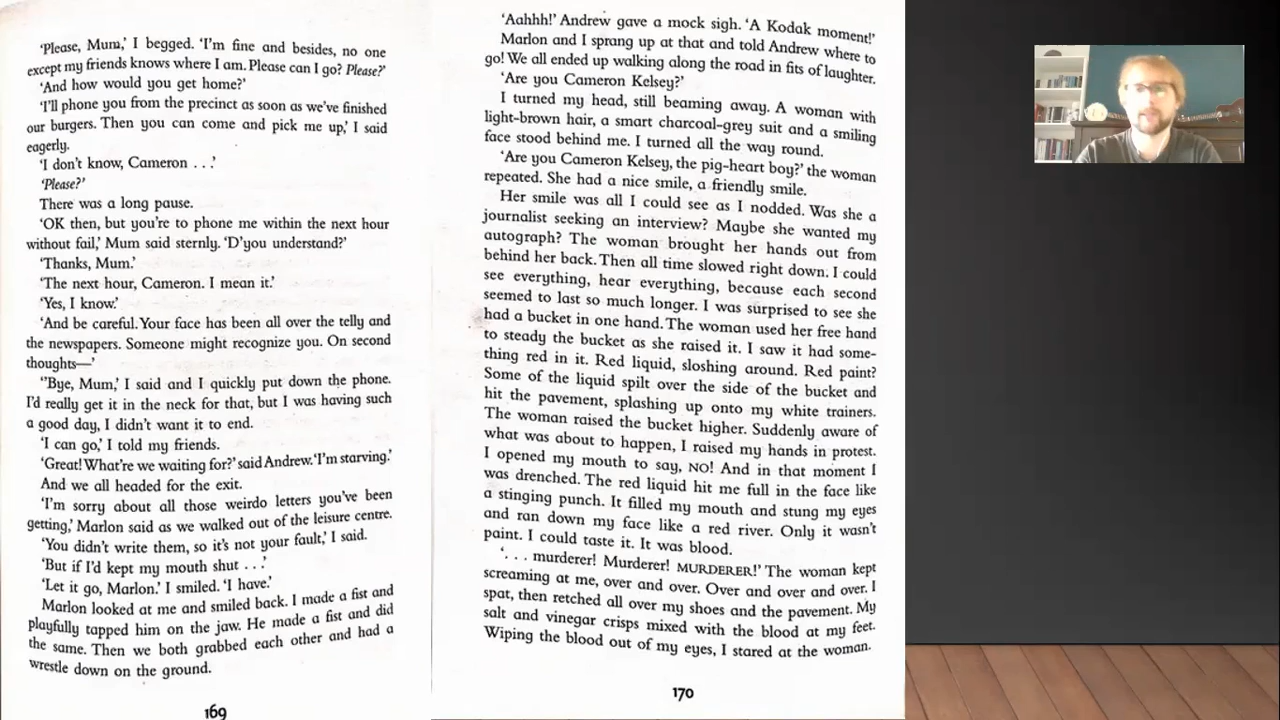 ‘Please, Mum,’ I begged. ‘I’m fine and besides, no one
except my friends knows where I am. Please can I go? Please?’
‘And how would you get home?’
‘I’ll phone you from the precinct as soon as we’ve finished
our burgers. Then you can come and pick me up,’ I said
eagerly.
‘I don’t know, Cameron . . .’
‘Please?’
There was a long pause.
‘OK then, but you’re to phone me within the next hour
without fail,’ Mum said sternly. ‘D’you understand?’
‘Thanks, Mum.’
‘The next hour, Cameron. I mean it.’
‘Yes, I know.’
‘And be careful. Your face has been all over the telly and
the newspapers. Someone might recognize you. On second
thoughts—’
‘’Bye, Mum,’ I said and I quickly put down the phone.
I’d really get it in the neck for that, but I was having such
a good day, I didn’t want it to end.
‘I can go,’ I told my friends.
‘Great! What’re we waiting for?’ said Andrew. ‘I’m starving.’
And we all headed for the exit.
‘I’m sorry about all those weirdo letters you’ve been
getting,’ Marlon said as we walked out of the leisure centre.
‘You didn’t write them, so it’s not your fault,’ I said.
‘But if I’d kept my mouth shut . . .’
‘Let it go, Marlon.’ I smiled. ‘I have.’
Marlon looked at me and smiled back. I made a fist and
playfully tapped him on the jaw. He made a fist and did
the same. Then we both grabbed each other and had a
wrestle down on the ground.
169
‘Aahhh!’ Andrew gave a mock sigh. ‘A Kodak moment!’
Marlon and I sprang up at that and told Andrew where to
go! We all ended up walking along the road in fits of laughter.
‘Are you Cameron Kelsey?’
I turned my head, still beaming away. A woman with
light-brown hair, a smart charcoal-grey suit and a smiling
face stood behind me. I turned all the way round.
‘Are you Cameron Kelsey, the pig-heart boy?’ the woman
repeated. She had a nice smile, a friendly smile.
Her smile was all I could see as I nodded. Was she a
journalist seeking an interview? Maybe she wanted my
autograph? The woman brought her hands out from
behind her back. Then all time slowed right down. I could
see everything, hear everything, because each second
seemed to last so much longer. I was surprised to see she
had a bucket in one hand. The woman used her free hand
to steady the bucket as she raised it. I saw it had some-
thing red in it. Red liquid, sloshing around. Red paint?
Some of the liquid spilt over the side of the bucket and
hit the pavement, splashing up onto my white trainers.
The woman raised the bucket higher. Suddenly aware of
what was about to happen, I raised my hands in protest.
I opened my mouth to say, NO! And in that moment I
was drenched. The red liquid hit me full in the face like
a stinging punch. It filled my mouth and stung my eyes
and ran down my face like a red river. Only it wasn’t
paint. I could taste it. It was blood.
‘. . . murderer! Murderer! MURDERER!’ The woman kept
screaming at me, over and over. Over and over and over. I
spat, then retched all over my shoes and the pavement. My
salt and vinegar crisps mixed with the blood at my feet.
Wiping the blood out of my eyes, I stared at the woman.
170